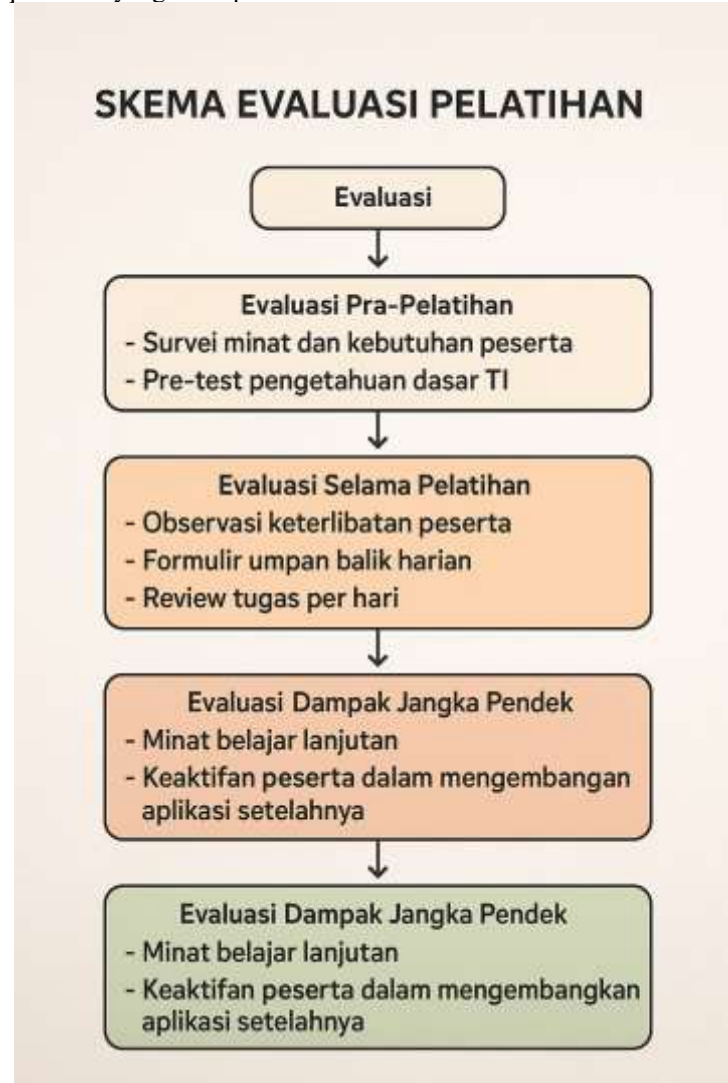 SKEMA EVALUASI PELATIHAN
Evaluasi
Evaluasi Pra-Pelatihan
- Survei minat dan kebutuhan peserta
- Pre-test pengetahuan dasar TI
Evaluasi Selama Pelatihan
- Observasi keterlibatan peserta
- Formulir umpan balik harian
- Review tugas per hari
Evaluasi Dampak Jangka Pendek
- Minat belajar lanjutan
- Keaktifan peserta dalam mengembangan
aplikasi setelahnya
Evaluasi Dampak Jangka Pendek
- Minat belajar lanjutan
- Keaktifan peserta dalam mengembangkan
aplikasi setelahnya